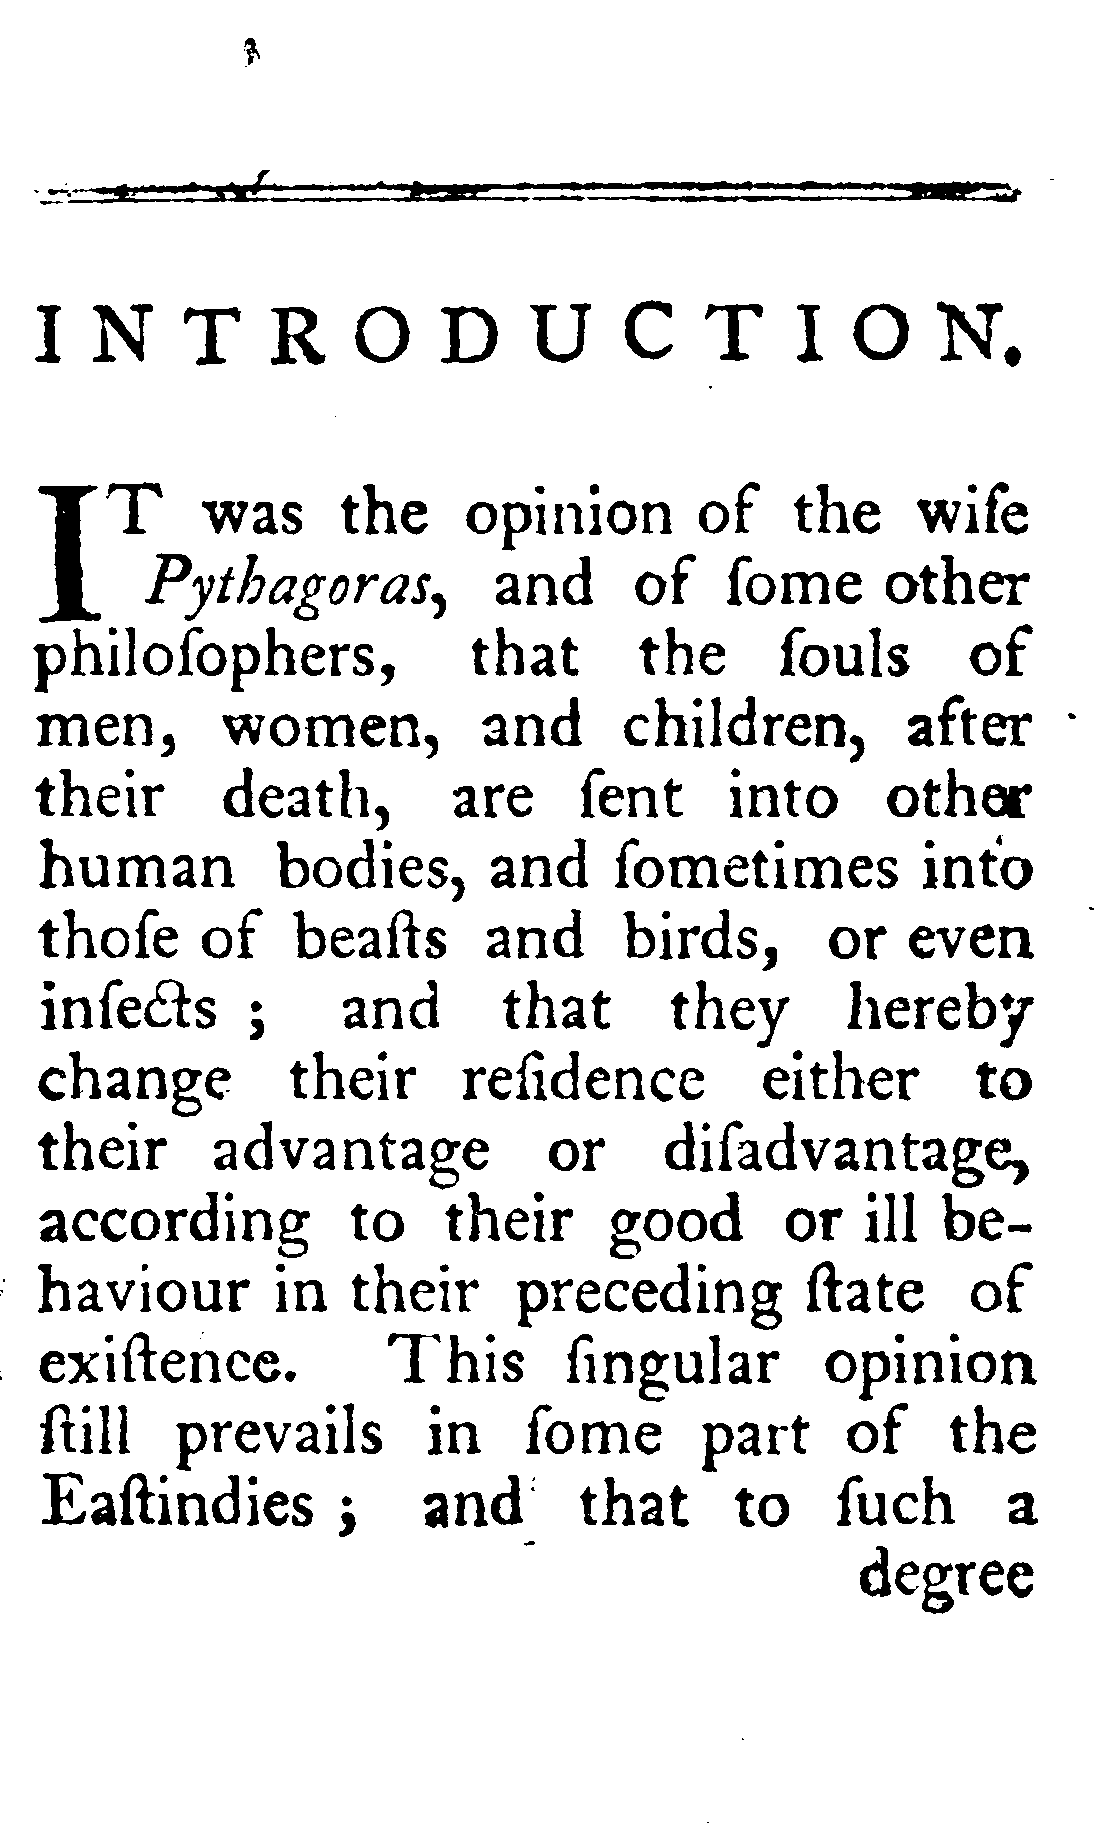 INTRODUCTION.
IT was the opinion of the wiſe
Pythagoras, and of ſome other
philoſophers, that the ſouls of
men, women, and children, after
their death, are ſent into other
human bodies, and ſometimes into
thoſe of beaſts and birds, or even
inſects ; and that they hereby
change their reſidence either to
their advantage or diſadvantage,
according to their good or ill be-
haviour in their preceding ſtate of
exiſtence. This ſingular opinion
ſtill prevails in ſome part of the
Eaſtindies ; and that to ſuch a
degree